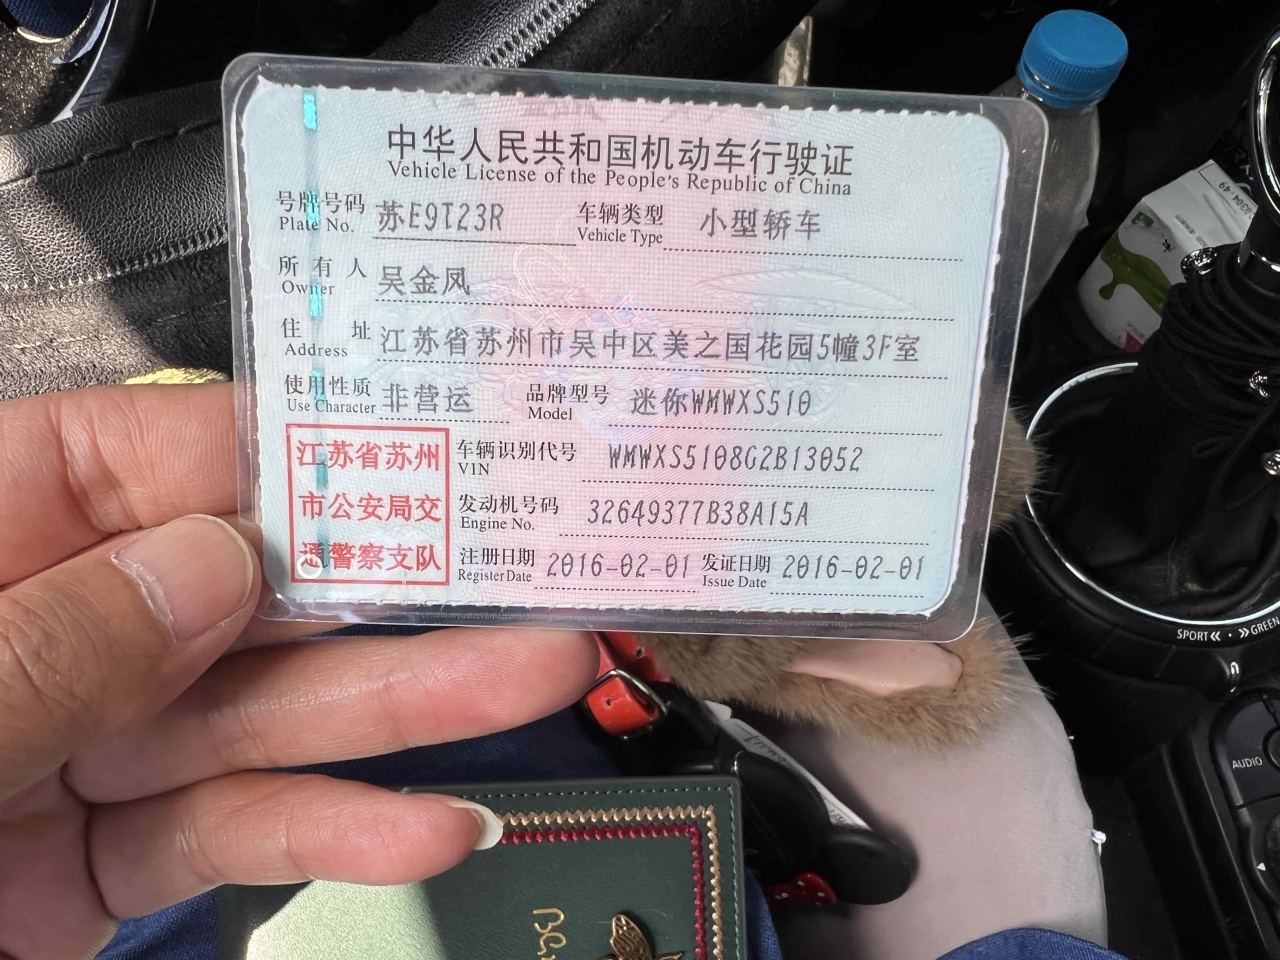 中华人民共和国机动车行驶证
Vehicle License of the People's Republic of China
号牌号码 苏E9T23R 车辆类型 小型轿车
Plate No. Vehicle Type
所有人 吴金凤
Owner
住址 江苏省苏州市吴中区美之国花园5幢3F室
Address
使用性质 非营运 品牌型号 迷你WMWXS510
Use Character Model
江苏省苏州
市公安局交
通警察支队
车辆识别代号 WMWXS5108G2B13052
VIN
发动机号码 32649377B38A15A
Engine No.
注册日期 2016-02-01 发证日期 2016-02-01
Register Date Issue Date
SPORT « · » GREEN
AUDIO